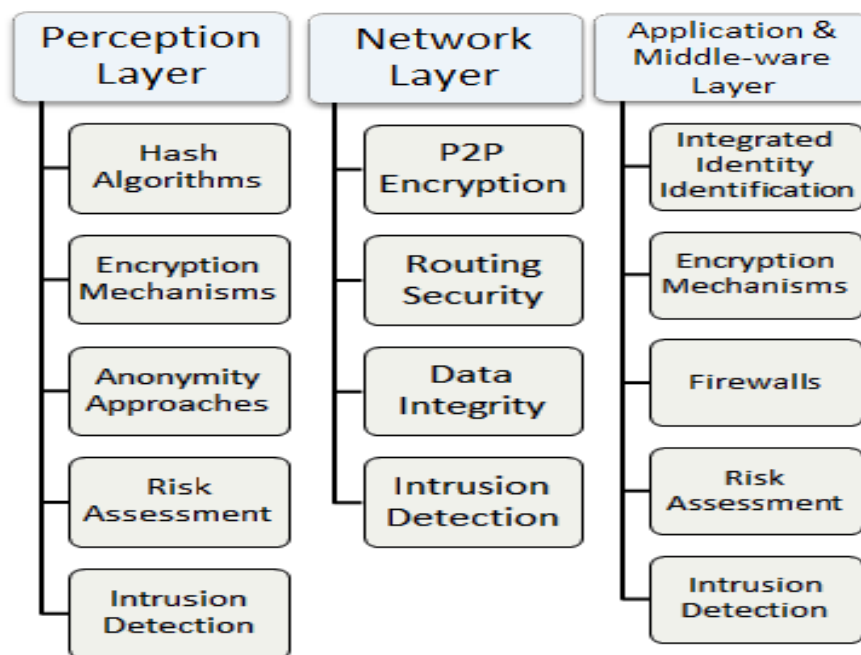 Perception
Layer
Hash
Algorithms
Encryption
Mechanisms
Anonymity
Approaches
Risk
Assessment
Intrusion
Detection
Network
Layer
P2P
Encryption
Routing
Security
Data
Integrity
Intrusion
Detection
Application &
Middle-ware
Layer
Integrated
Identity
Identification
Encryption
Mechanisms
Firewalls
Risk
Assessment
Intrusion
Detection